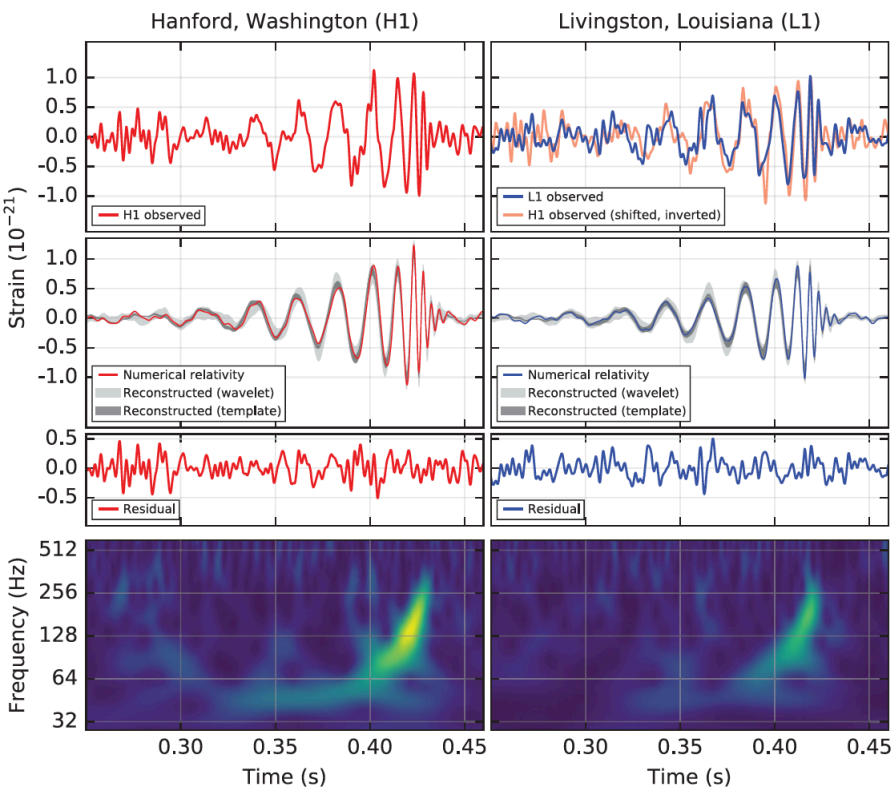 Hanford, Washington (H1)
Livingston, Louisiana (L1)
Strain (10⁻²¹)
1.0
0.5
0.0
-0.5
-1.0
H1 observed
L1 observed
H1 observed (shifted, inverted)
1.0
0.5
0.0
-0.5
-1.0
Numerical relativity
Reconstructed (wavelet)
Reconstructed (template)
Numerical relativity
Reconstructed (wavelet)
Reconstructed (template)
0.5
0.0
-0.5
Residual
Residual
Frequency (Hz)
512
256
128
64
32
0.30 0.35 0.40 0.45
0.30 0.35 0.40 0.45
Time (s)
Time (s)